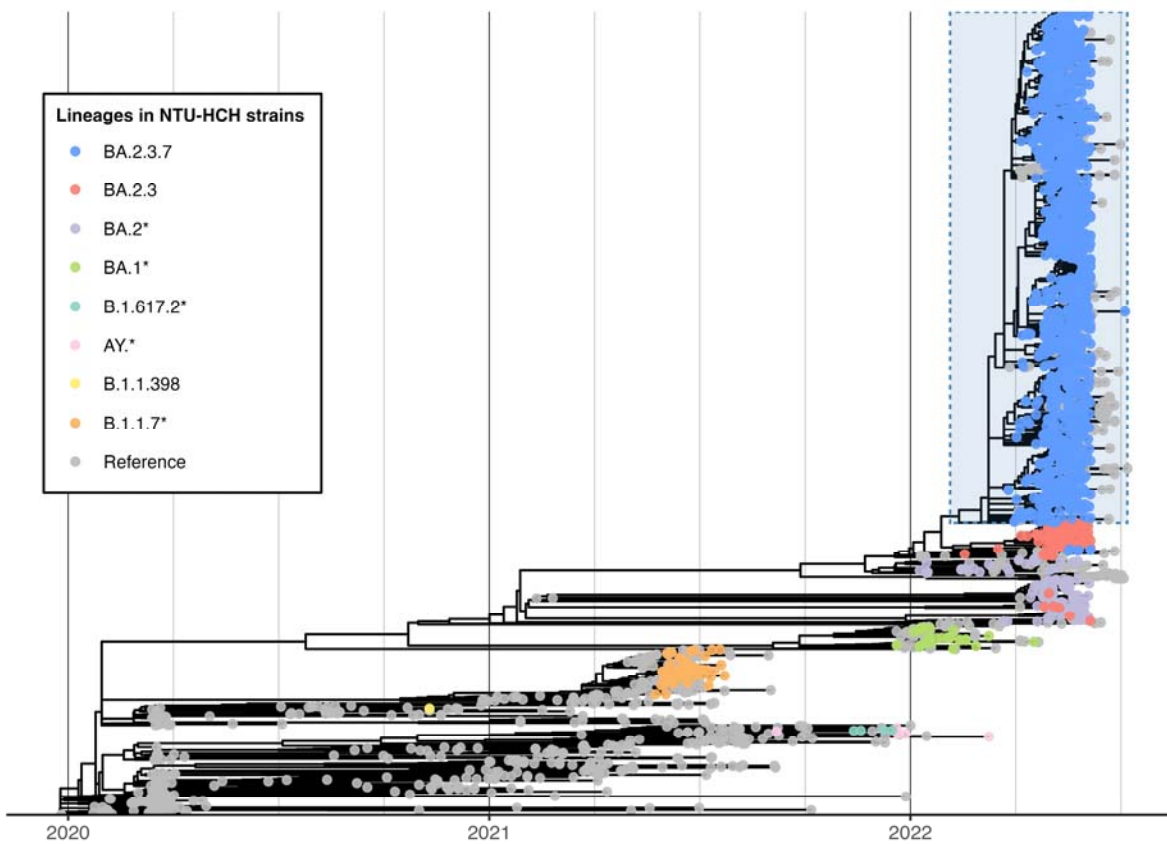 Lineages in NTU-HCH strains
BA.2.3.7
BA.2.3
BA.2*
BA.1*
B.1.617.2*
AY.*
B.1.1.398
B.1.1.7*
Reference
2020
2021
2022